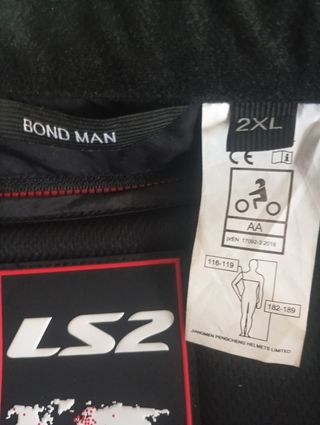 BOND MAN
2XL
CE
AA
prEN 17092-3:2018
116-119
182-189
JIANGMEN PENGCHENG HELMETS LIMITED
LS2